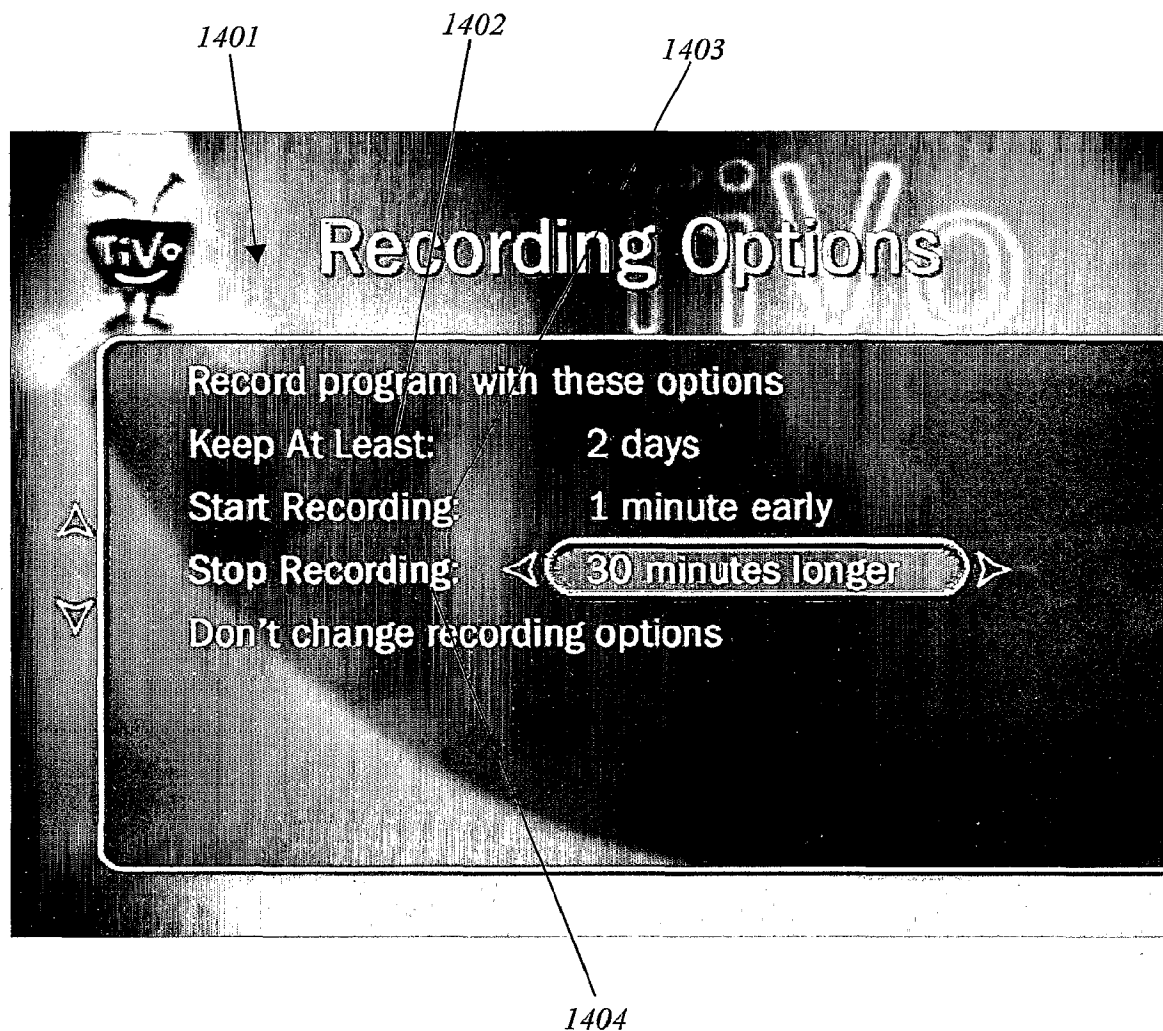 1401 1402 1403
TiVo
TiVo
Recording Options
Record program with these options
Keep At Least: 2 days
Start Recording: 1 minute early
Stop Recording: 30 minutes longer
Don't change recording options
1404